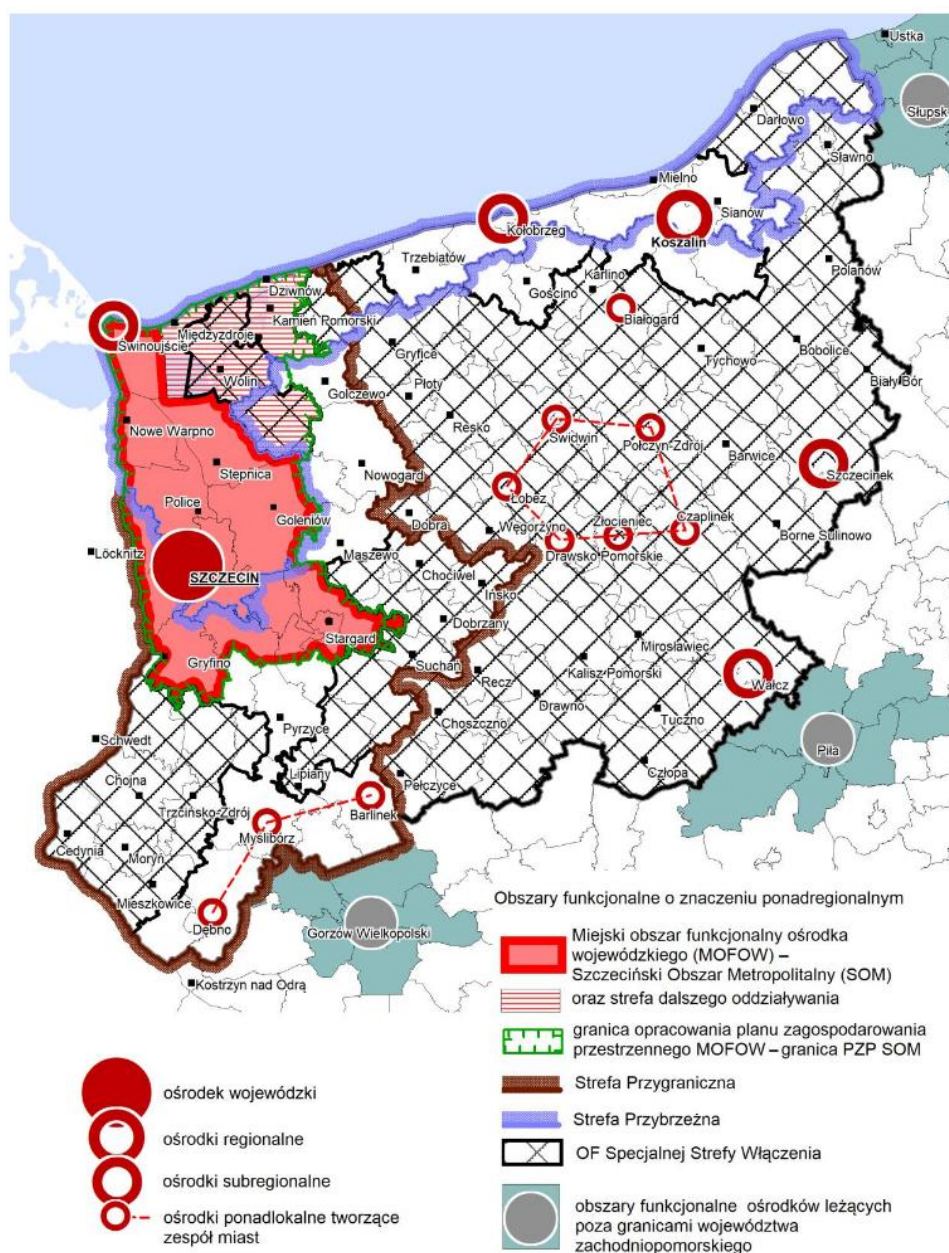 Ustka
Słupsk
Darłowo
Sławno
Mielno
Sianów
Kołobrzeg
Koszalin
Trzebiatów
Polanów
Dziwnów
Gościno
Karlino
Kamień Pomorski
Białogard
Międzyzdroje
Świnoujście
Bobolice
Gryfice
Tychowo
Wolin
Biały Bór
Golczewo
Płoty
Resko
Świdwin
Połczyn-Zdrój
Nowe Warpno
Barwice
Stepnica
Nowogard
Szczecinek
Łobez
Police
Goleniów
Dobra
Węgorzyno
Złocieniec
Czaplinek
Borne Sulinowo
Löcknitz
Maszewo
Drawsko Pomorskie
Chociwel
SZCZECIN
Ińsko
Dobrzany
Stargard
Mirosławiec
Suchań
Gryfino
Recz
Kalisz Pomorski
Wałcz
Drawno
Choszczno
Tuczno
Pyrzyce
Schwedt
Piła
Człopa
Chojna
Lipiany
Pełczyce
Trzcińsko-Zdrój
Barlinek
Myślibórz
Cedynia
Moryń
Mieszkowice
Dębno
Gorzów Wielkopolski
Kostrzyn nad Odrą
Obszary funkcjonalne o znaczeniu ponadregionalnym
Miejski obszar funkcjonalny ośrodka
wojewódzkiego (MOFOW) –
Szczeciński Obszar Metropolitalny (SOM)
oraz strefa dalszego oddziaływania
granica opracowania planu zagospodarowania
przestrzennego MOFOW – granica PZP SOM
Strefa Przygraniczna
Strefa Przybrzeżna
OF Specjalnej Strefy Włączenia
obszary funkcjonalne ośrodków leżących
poza granicami województwa
zachodniopomorskiego
ośrodek wojewódzki
ośrodki regionalne
ośrodki subregionalne
ośrodki ponadlokalne tworzące
zespół miast